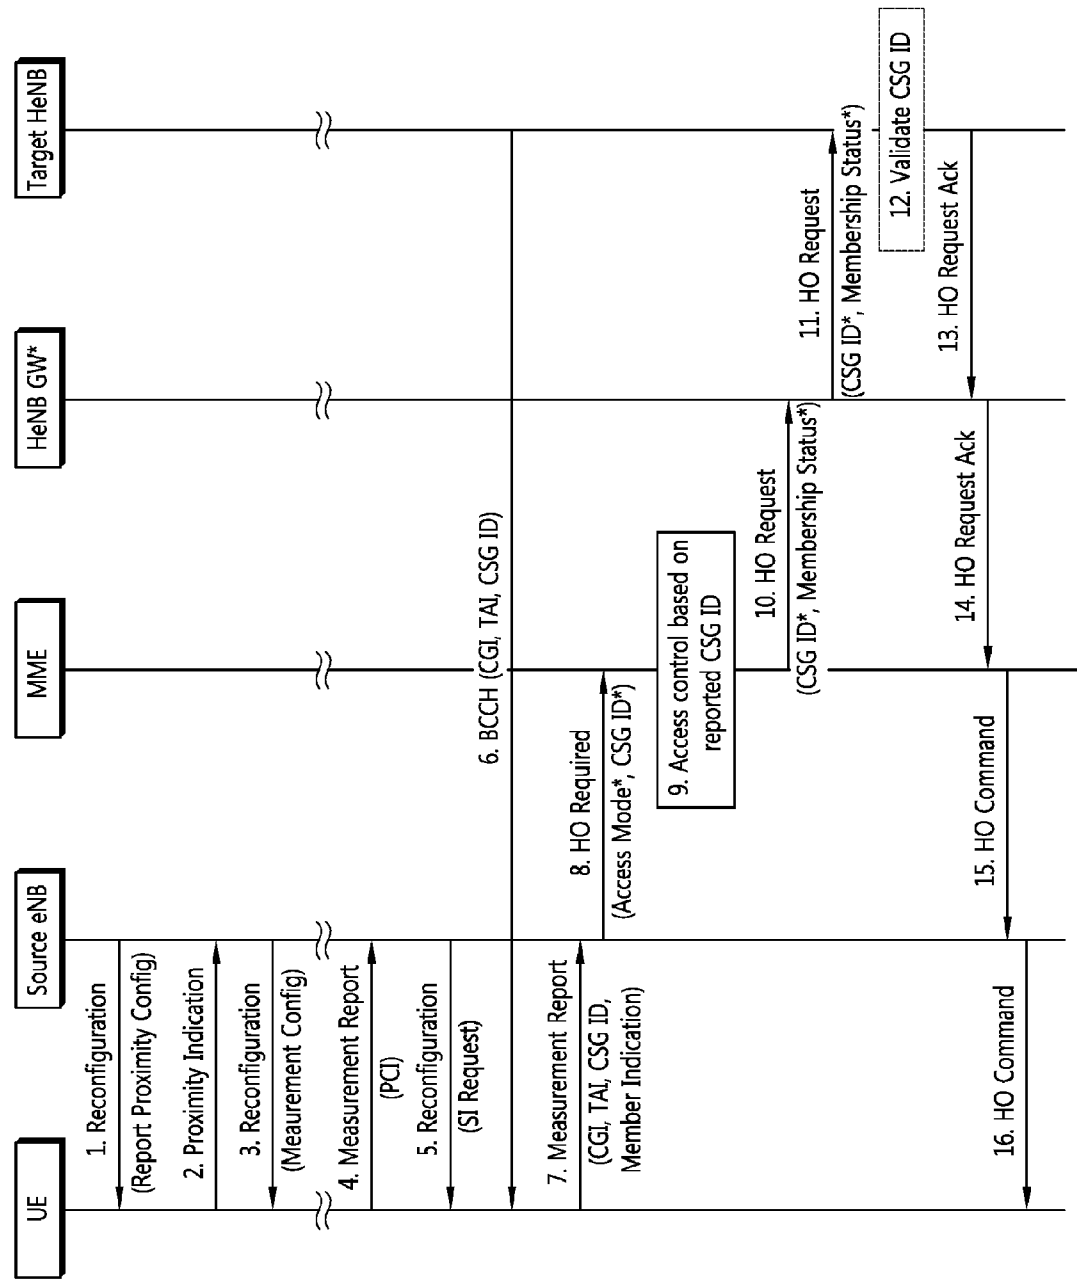 UE
Source eNB
MME
HeNB GW*
Target HeNB
1. Reconfiguration
(Report Proximity Config)
2. Proximity Indication
3. Reconfiguration
(Meaurement Config)
4. Measurement Report
(PCI)
5. Reconfiguration
(SI Request)
6. BCCH (CGI, TAI, CSG ID)
7. Measurement Report
(CGI, TAI, CSG ID,
Member Indication)
8. HO Required
(Access Mode*, CSG ID*)
9. Access control based on
reported CSG ID
10. HO Request
(CSG ID*, Membership Status*)
11. HO Request
(CSG ID*, Membership Status*)
12. Validate CSG ID
13. HO Request Ack
14. HO Request Ack
15. HO Command
16. HO Command